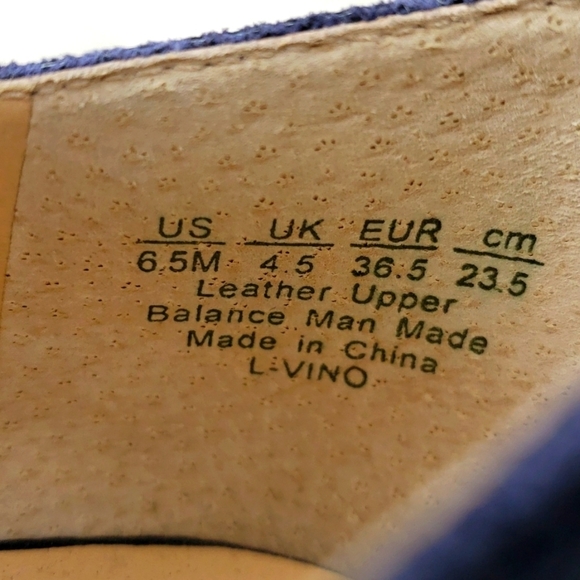 US UK EUR cm
6.5M 4.5 36.5 23.5
Leather Upper
Balance Man Made
Made in China
L-VINO